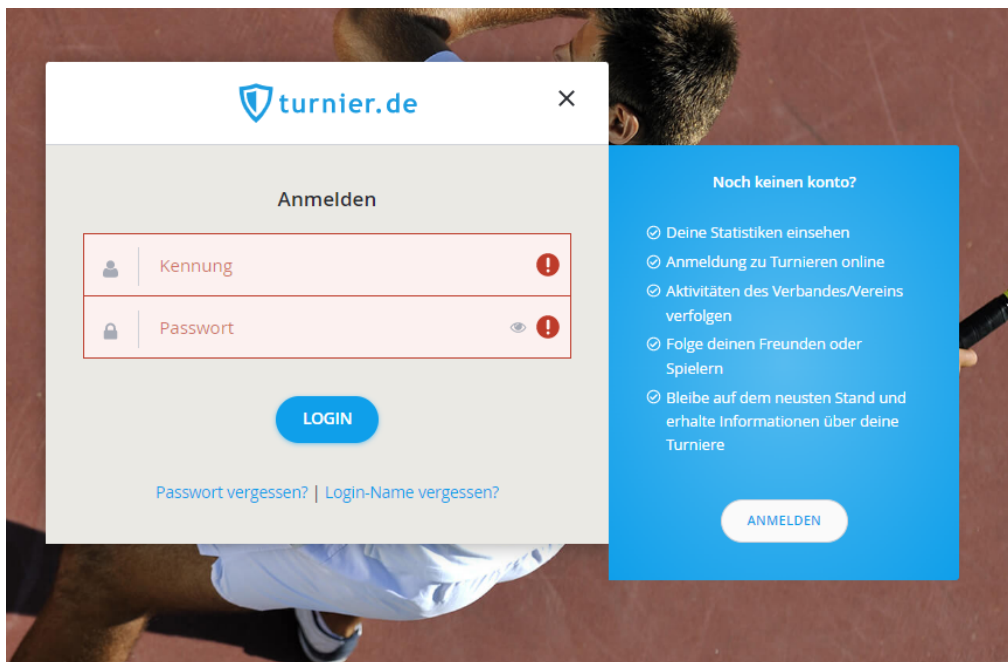 turnier.de
Anmelden
Kennung
Passwort
LOGIN
Passwort vergessen? | Login-Name vergessen?
Noch keinen konto?
Deine Statistiken einsehen
Anmeldung zu Turnieren online
Aktivitäten des Verbandes/Vereins
verfolgen
Folge deinen Freunden oder
Spielern
Bleibe auf dem neusten Stand und
erhalte Informationen über deine
Turniere
ANMELDEN